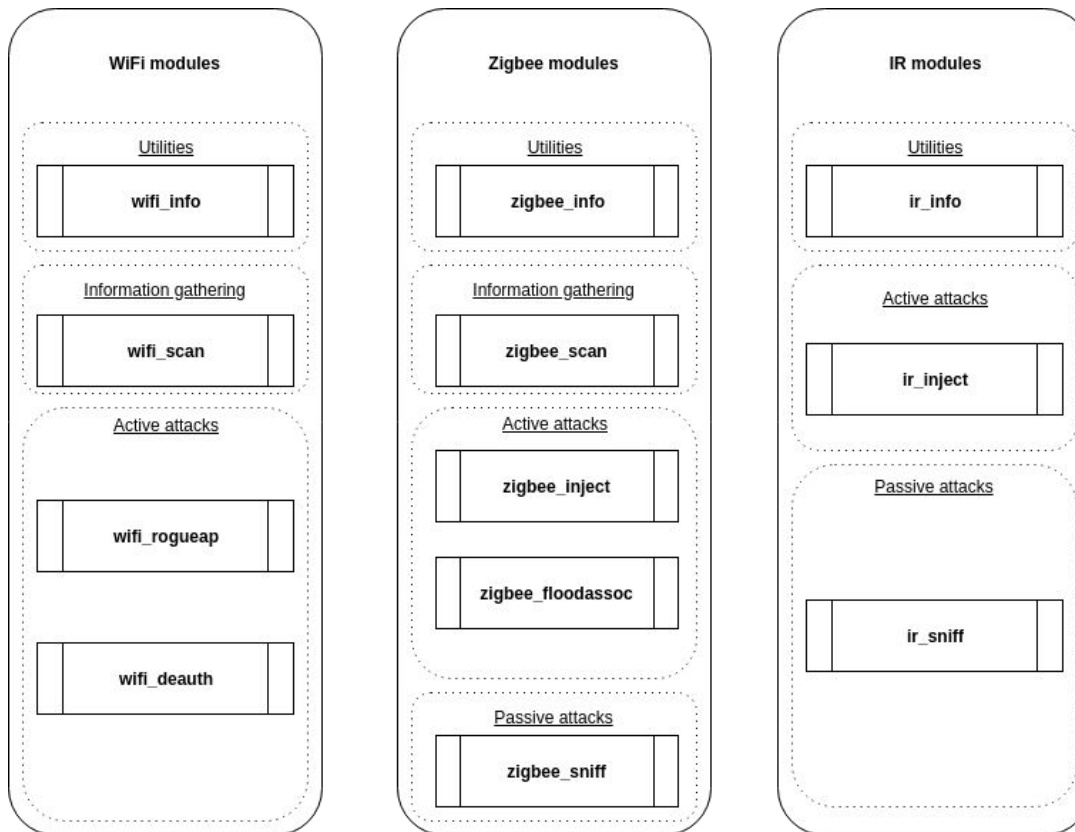 WiFi modules
Utilities
wifi_info
Information gathering
wifi_scan
Active attacks
wifi_rogueap
wifi_deauth
Zigbee modules
Utilities
zigbee_info
Information gathering
zigbee_scan
Active attacks
zigbee_inject
zigbee_floodassoc
Passive attacks
zigbee_sniff
IR modules
Utilities
ir_info
Active attacks
ir_inject
Passive attacks
ir_sniff